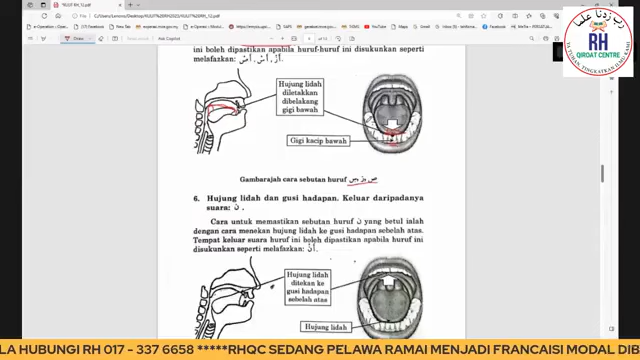 ini boleh dipastikan apabila huruf-huruf ini disukunkan seperti
melafazkan: أَزْ, أَسْ, أَصْ.
Hujung lidah
diletakkan
dibelakang
gigi bawah
Gigi kacip bawah
Gambarajah cara sebutan huruf ص, ز, س
6. Hujung lidah dan gusi hadapan. Keluar daripadanya
suara: ن .
Cara untuk memastikan sebutan huruf ن yang betul ialah
dengan cara menekan hujung lidah ke gusi hadapan sebelah atas.
Tempat keluar suara huruf ini boleh dipastikan apabila huruf ini
disukunkan seperti melafazkan: أَنْ.
Hujung lidah
ditekan ke
gusi hadapan
sebelah atas
Hujung lidah
RH
QIROAT CENTRE
LA HUBUNGI RH 017 - 337 6658 *****RHQC SEDANG PELAWA RAMAI MENJADI FRANCAISI MODAL DIB